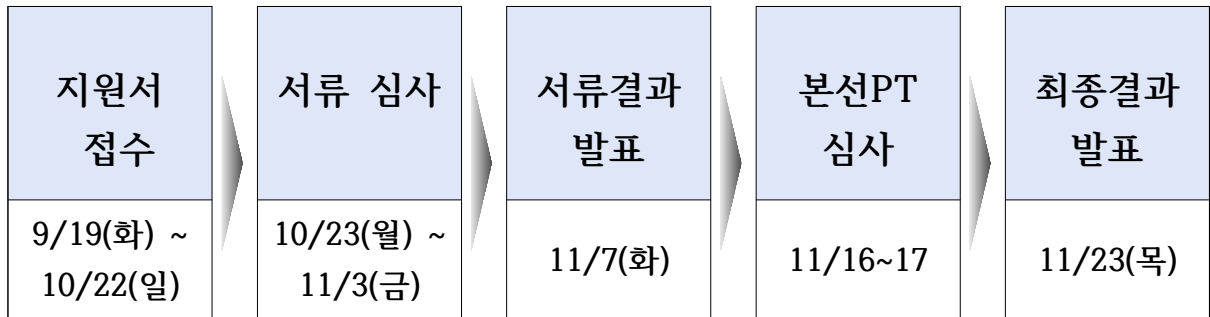 지원서
접수
9/19(화) ~
10/22(일)
서류 심사
10/23(월) ~
11/3(금)
서류결과
발표
11/7(화)
본선PT
심사
11/16~17
최종결과
발표
11/23(목)